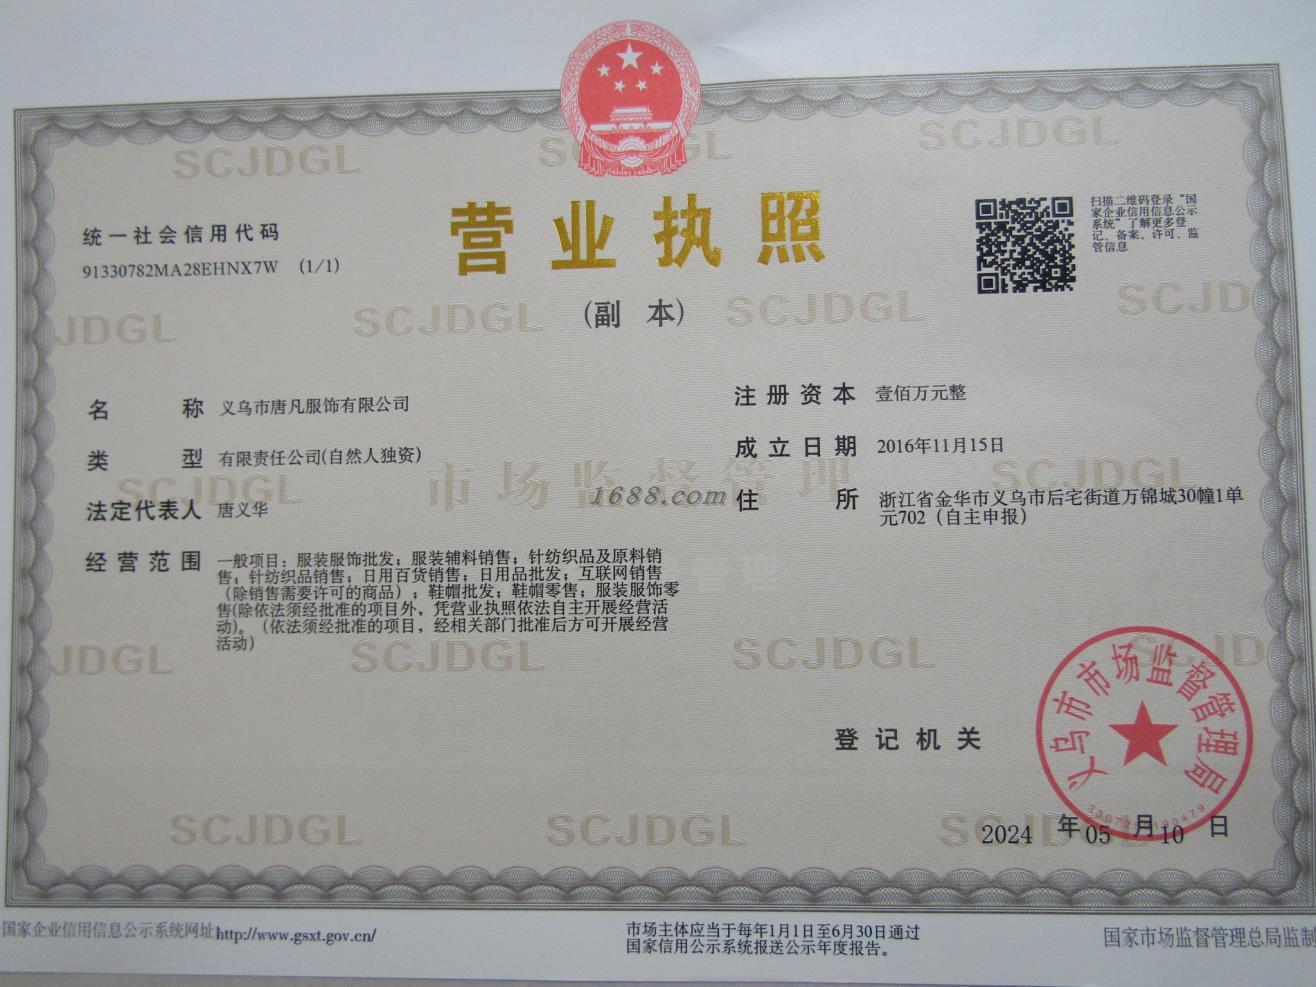 营业执照
(副 本)
统一社会信用代码
91330782MA28EHNX7W (1/1)
扫描二维码登录“国
家企业信用信息公示
系统”了解更多登
记、备案、许可、监
管信息
名 称 义乌市唐凡服饰有限公司
类 型 有限责任公司(自然人独资)
法定代表人 唐义华
经营范围 一般项目：服装服饰批发；服装辅料销售；针纺织品及原料销
售；针纺织品销售；日用百货销售；日用品批发；互联网销售
（除销售需要许可的商品）；鞋帽批发；鞋帽零售；服装服饰零
售(除依法须经批准的项目外，凭营业执照依法自主开展经营活
动)。（依法须经批准的项目，经相关部门批准后方可开展经营
活动）
注册资本 壹佰万元整
成立日期 2016年11月15日
住 所 浙江省金华市义乌市后宅街道万锦城30幢1单
元702（自主申报）
1688.com
市场监督管理
SCJDGL
登记机关
义乌市市场监督管理局
2024 年 05 月 10 日
国家企业信用信息公示系统网址http://www.gsxt.gov.cn/
市场主体应当于每年1月1日至6月30日通过
国家信用公示系统报送公示年度报告。
国家市场监督管理总局监制